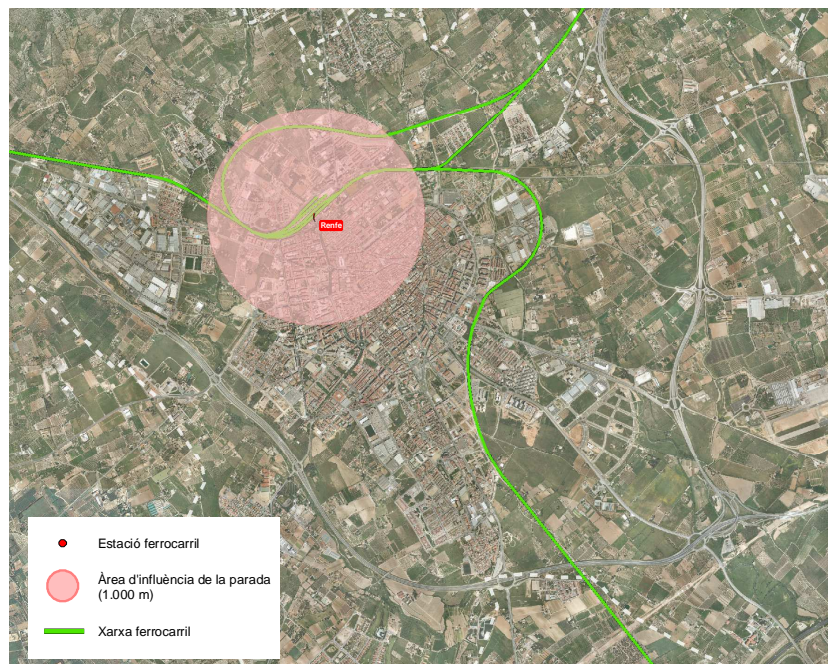 Renfe
Estació ferrocarril
Àrea d'influència de la parada
(1.000 m)
Xarxa ferrocarril